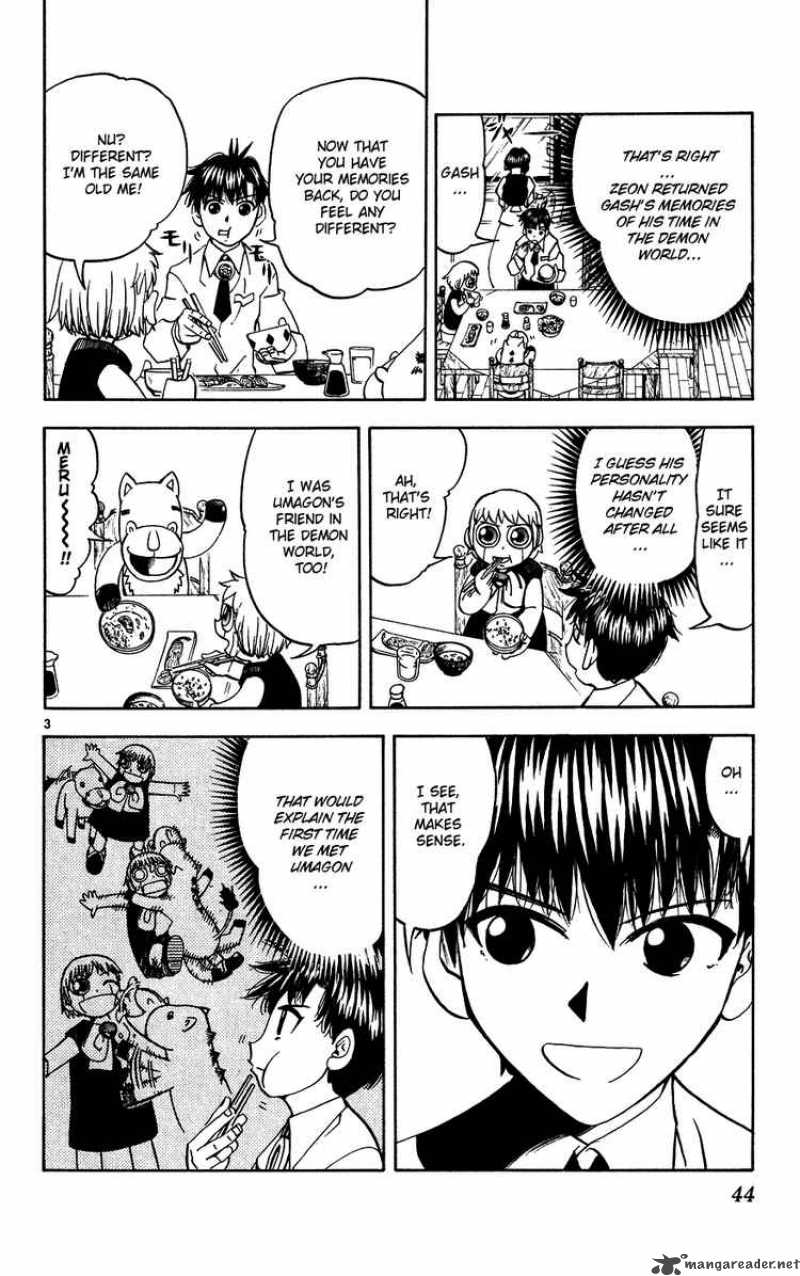 THAT'S RIGHT
...
ZEON RETURNED
GASH'S MEMORIES
OF HIS TIME IN
THE DEMON
WORLD...
GASH
...
NOW THAT
YOU HAVE
YOUR MEMORIES
BACK, DO YOU
FEEL ANY
DIFFERENT?
モ
モ
NU?
DIFFERENT?
I'M THE SAME
OLD ME!
IT
SURE
SEEMS
LIKE IT
...
I GUESS HIS
PERSONALITY
HASN'T
CHANGED
AFTER ALL
...
AH,
THAT'S
RIGHT!
I WAS
UMAGON'S
FRIEND IN
THE DEMON
WORLD,
TOO!
MERU~~~!!
3
OH
...
I SEE,
THAT
MAKES
SENSE.
THAT WOULD
EXPLAIN THE
FIRST TIME
WE MET
UMAGON
...
44
mangareader.net